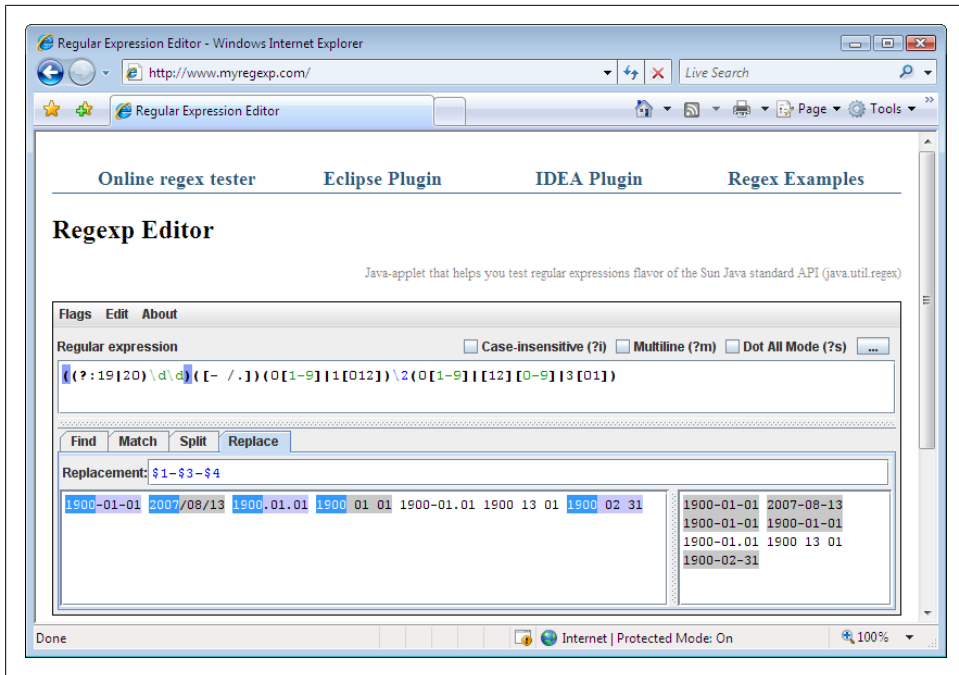 Regular Expression Editor - Windows Internet Explorer
http://www.myregexp.com/
Live Search
Regular Expression Editor
Page
Tools
Online regex tester Eclipse Plugin IDEA Plugin Regex Examples
Regexp Editor
Java-applet that helps you test regular expressions flavor of the Sun Java standard API (java.util.regex)
Flags Edit About
Regular expression
Case-insensitive (?i) Multiline (?m) Dot All Mode (?s) ...
((?:19|20)\d\d)([- /.])(0[1-9]|1[012])\2(0[1-9]|[12][0-9]|3[01])
Find Match Split Replace
Replacement: $1-$3-$4
1900-01-01 2007/08/13 1900.01.01 1900 01 01 1900-01.01 1900 13 01 1900 02 31
1900-01-01 2007-08-13
1900-01-01 1900-01-01
1900-01.01 1900 13 01
1900-02-31
Done
Internet | Protected Mode: On
100%